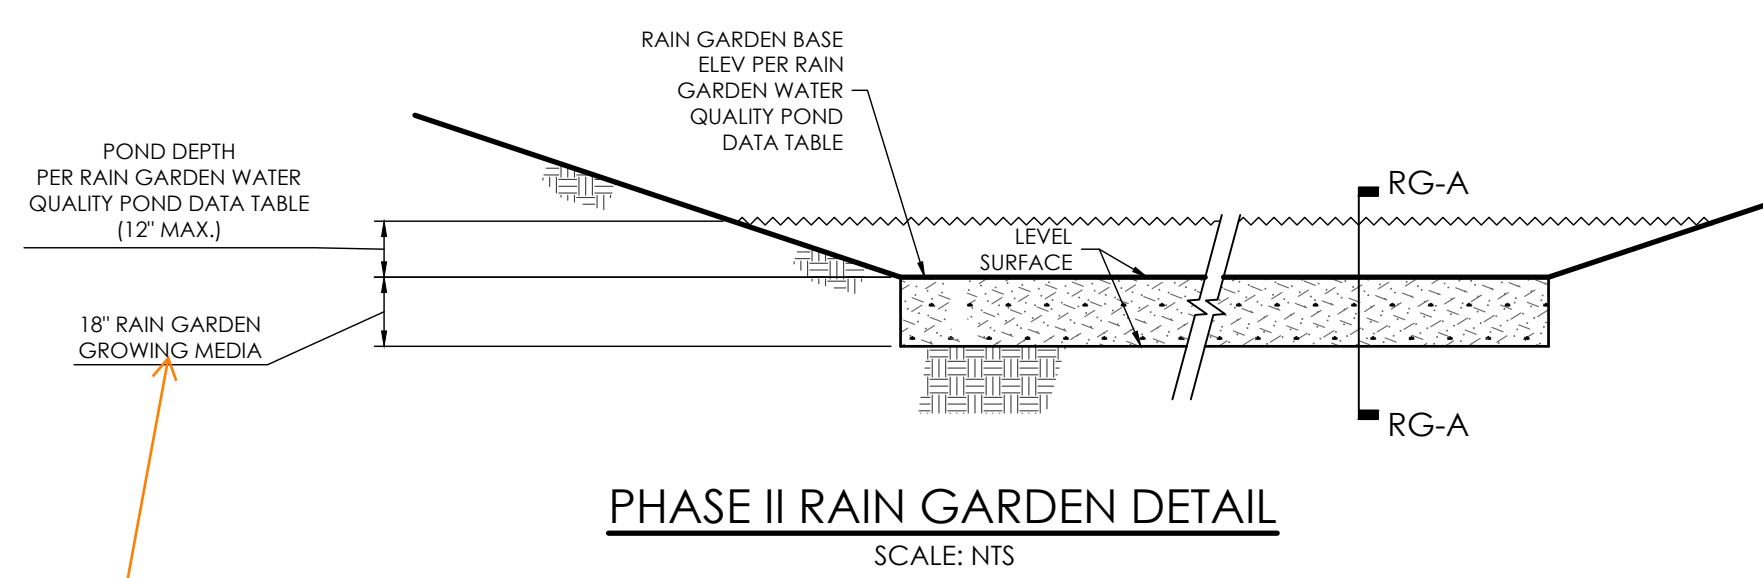 RAIN GARDEN BASE
ELEV PER RAIN
GARDEN WATER
QUALITY POND
DATA TABLE
POND DEPTH
PER RAIN GARDEN WATER
QUALITY POND DATA TABLE
(12" MAX.)
RG-A
LEVEL
SURFACE
18" RAIN GARDEN
GROWING MEDIA
RG-A
PHASE II RAIN GARDEN DETAIL
SCALE: NTS